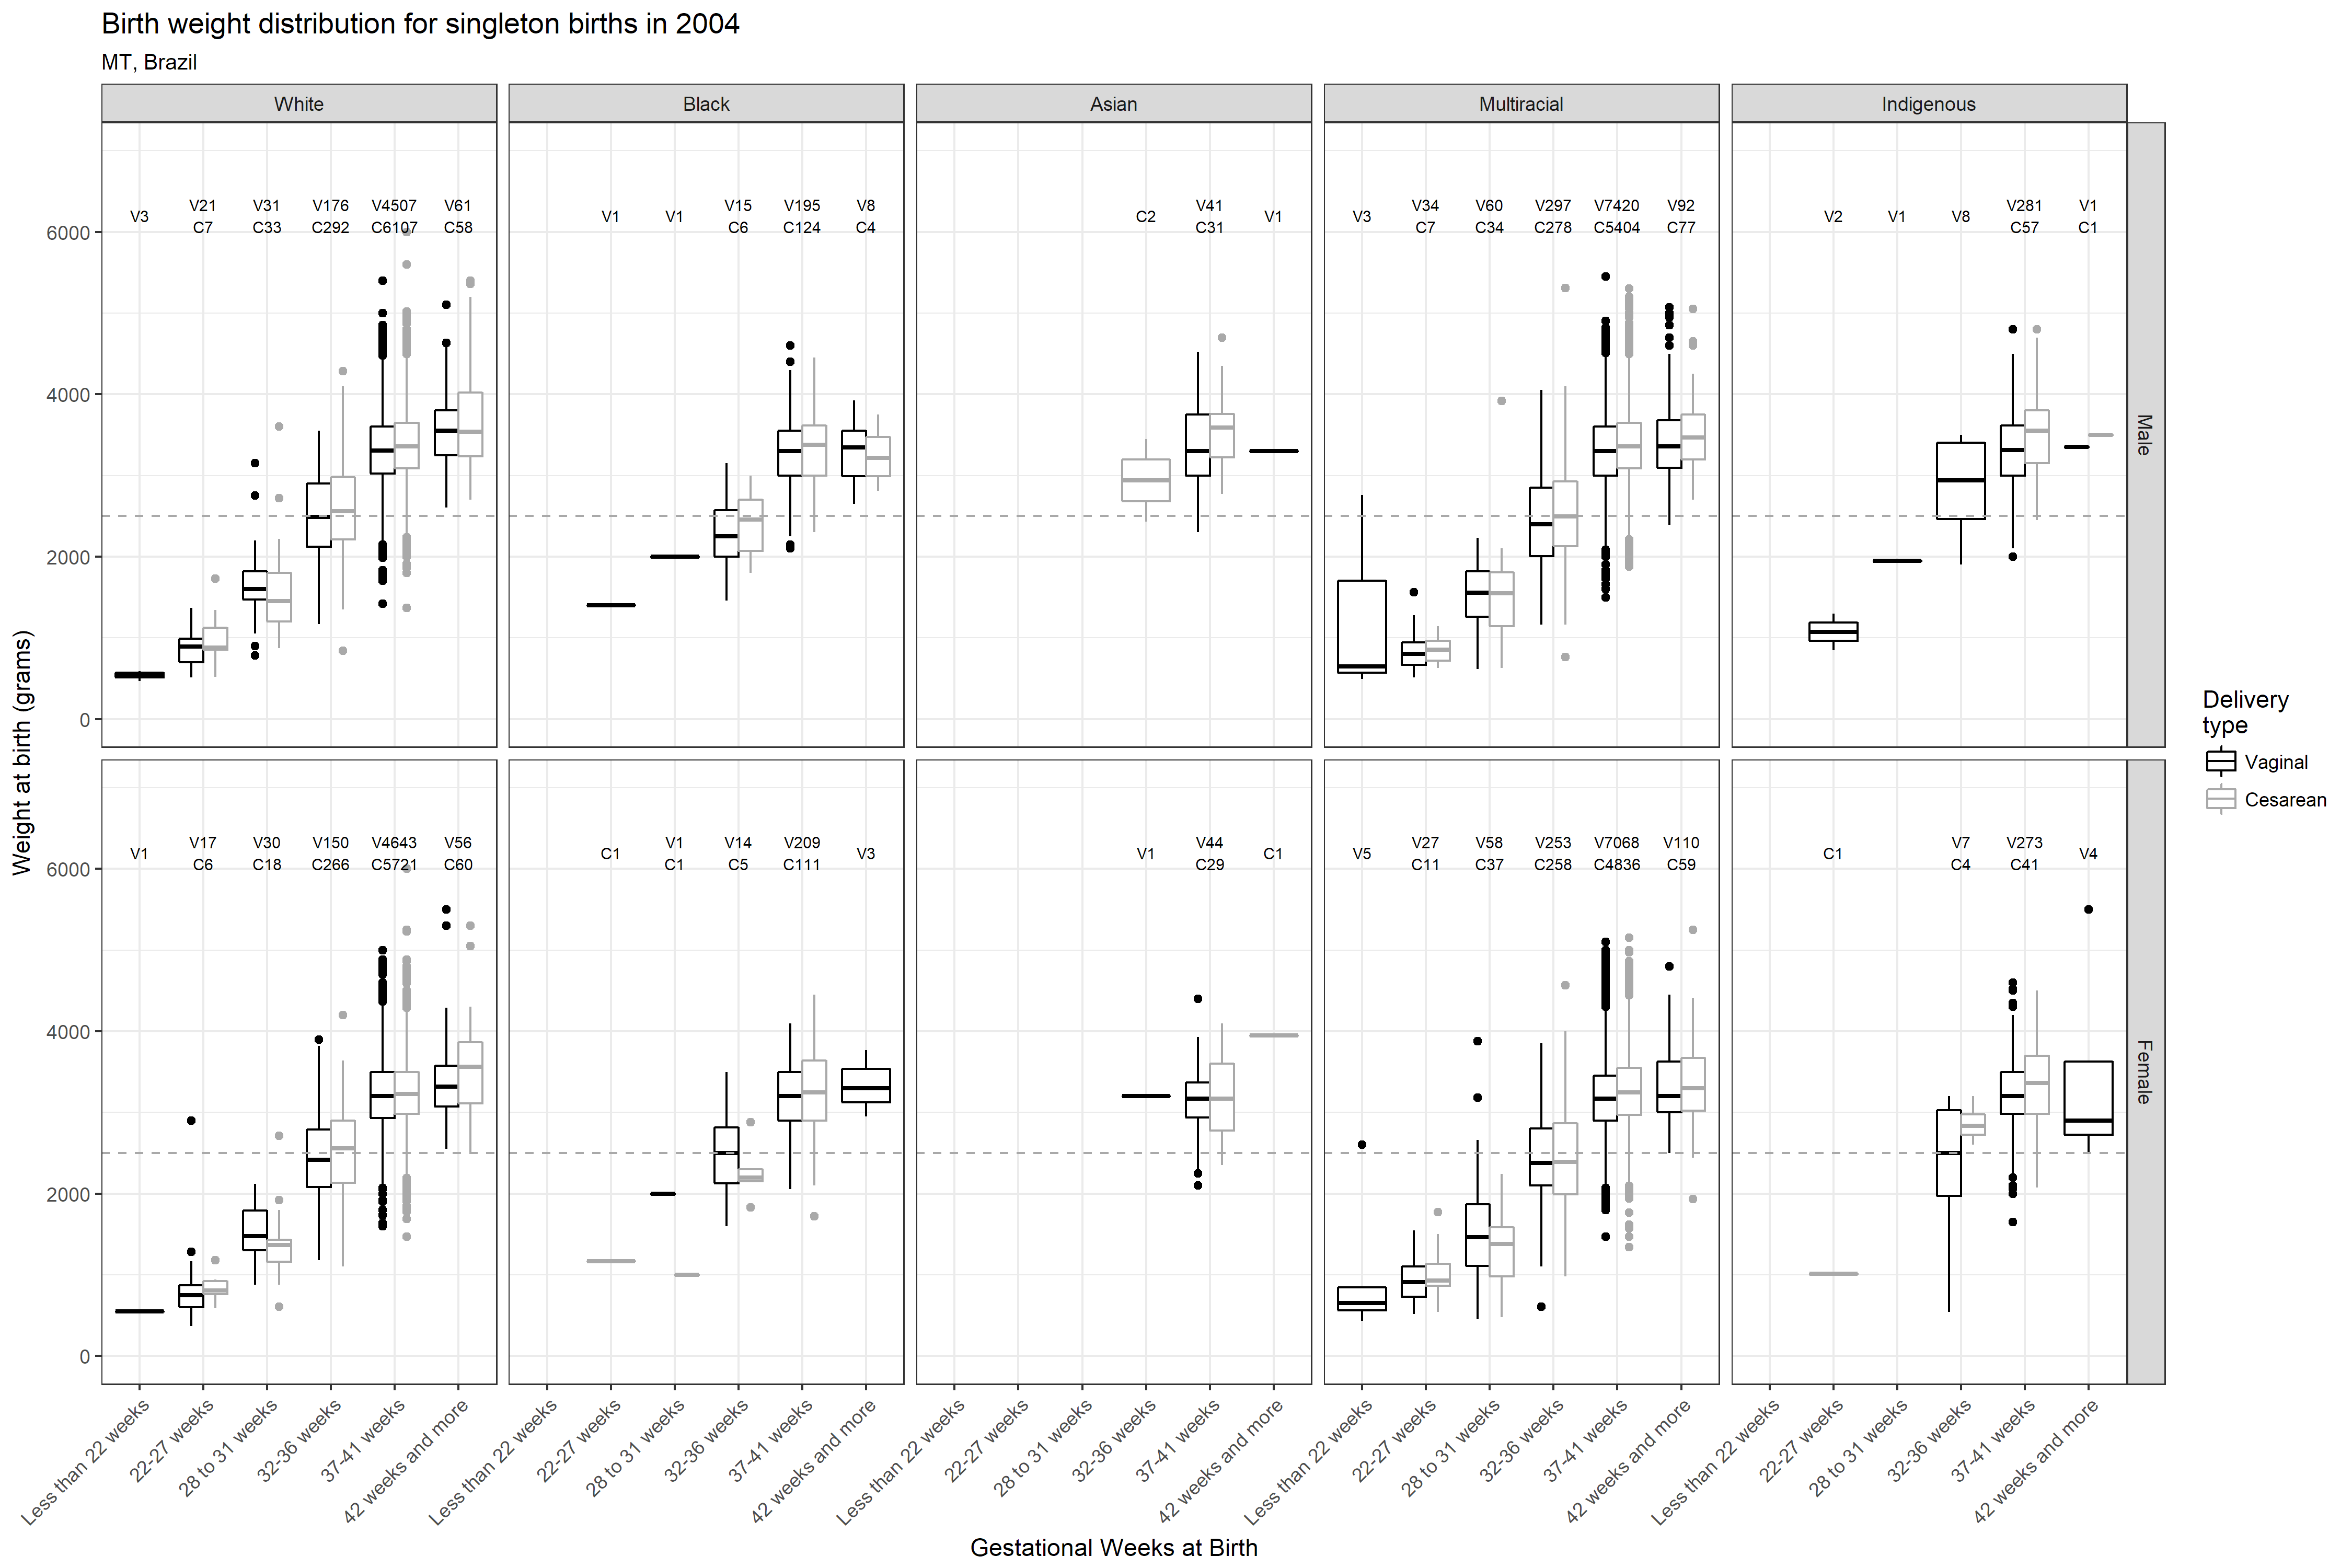 Birth weight distribution for singleton births in 2004
MT, Brazil
White Black Asian Multiracial Indigenous
V3 V21 V31 V176 V4507 V61 V1 V1 V15 V195 V8 C2 V41 V1 V3 V34 V60 V297 V7420 V92 V2 V1 V8 V281 V1
C7 C33 C292 C6107 C58 C6 C124 C4 C31 C7 C34 C278 C5404 C77 C57 C1
6000
4000
2000
0
Male
V1 V17 V30 V150 V4643 V56 C1 V1 V14 V209 V3 V1 V44 C1 V5 V27 V58 V253 V7068 V110 C1 V7 V273 V4
C6 C18 C266 C5721 C60 C1 C5 C111 C29 C11 C37 C258 C4836 C59 C4 C41
6000
4000
2000
0
Female
Weight at birth (grams)
Less than 22 weeks 22-27 weeks 28 to 31 weeks 32-36 weeks 37-41 weeks 42 weeks and more Less than 22 weeks 22-27 weeks 28 to 31 weeks 32-36 weeks 37-41 weeks 42 weeks and more Less than 22 weeks 22-27 weeks 28 to 31 weeks 32-36 weeks 37-41 weeks 42 weeks and more Less than 22 weeks 22-27 weeks 28 to 31 weeks 32-36 weeks 37-41 weeks 42 weeks and more Less than 22 weeks 22-27 weeks 28 to 31 weeks 32-36 weeks 37-41 weeks 42 weeks and more
Gestational Weeks at Birth
Delivery
type
Vaginal
Cesarean